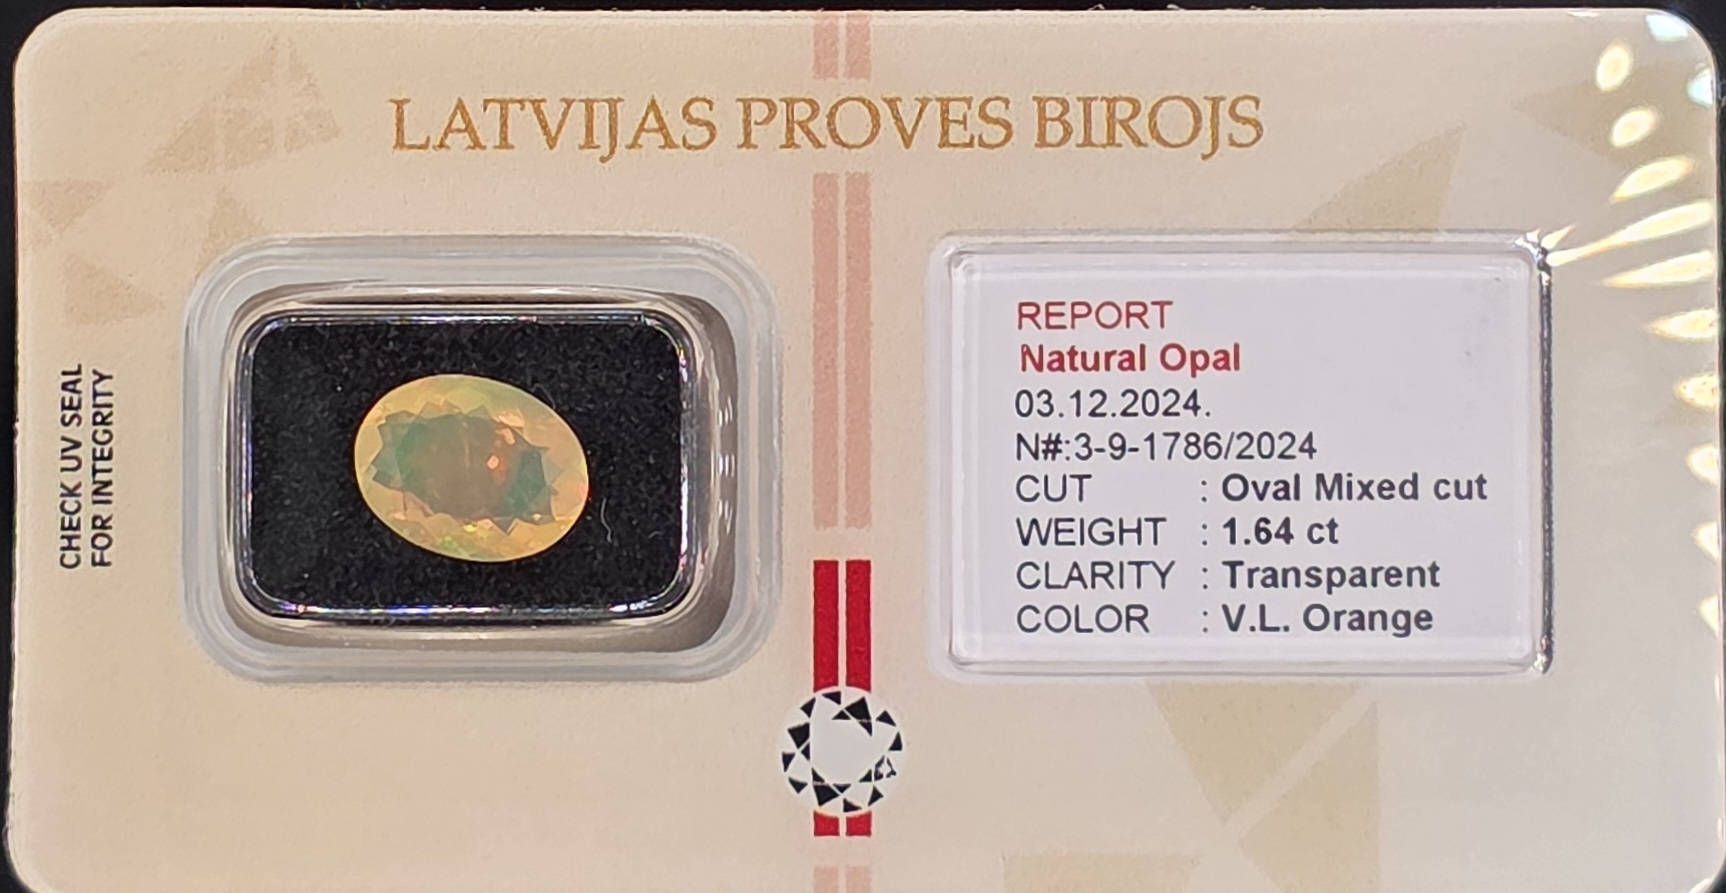 LATVIJAS PROVES BIROJS
CHECK UV SEAL
FOR INTEGRITY
REPORT
Natural Opal
03.12.2024.
N#:3-9-1786/2024
CUT : Oval Mixed cut
WEIGHT : 1.64 ct
CLARITY : Transparent
COLOR : V.L. Orange